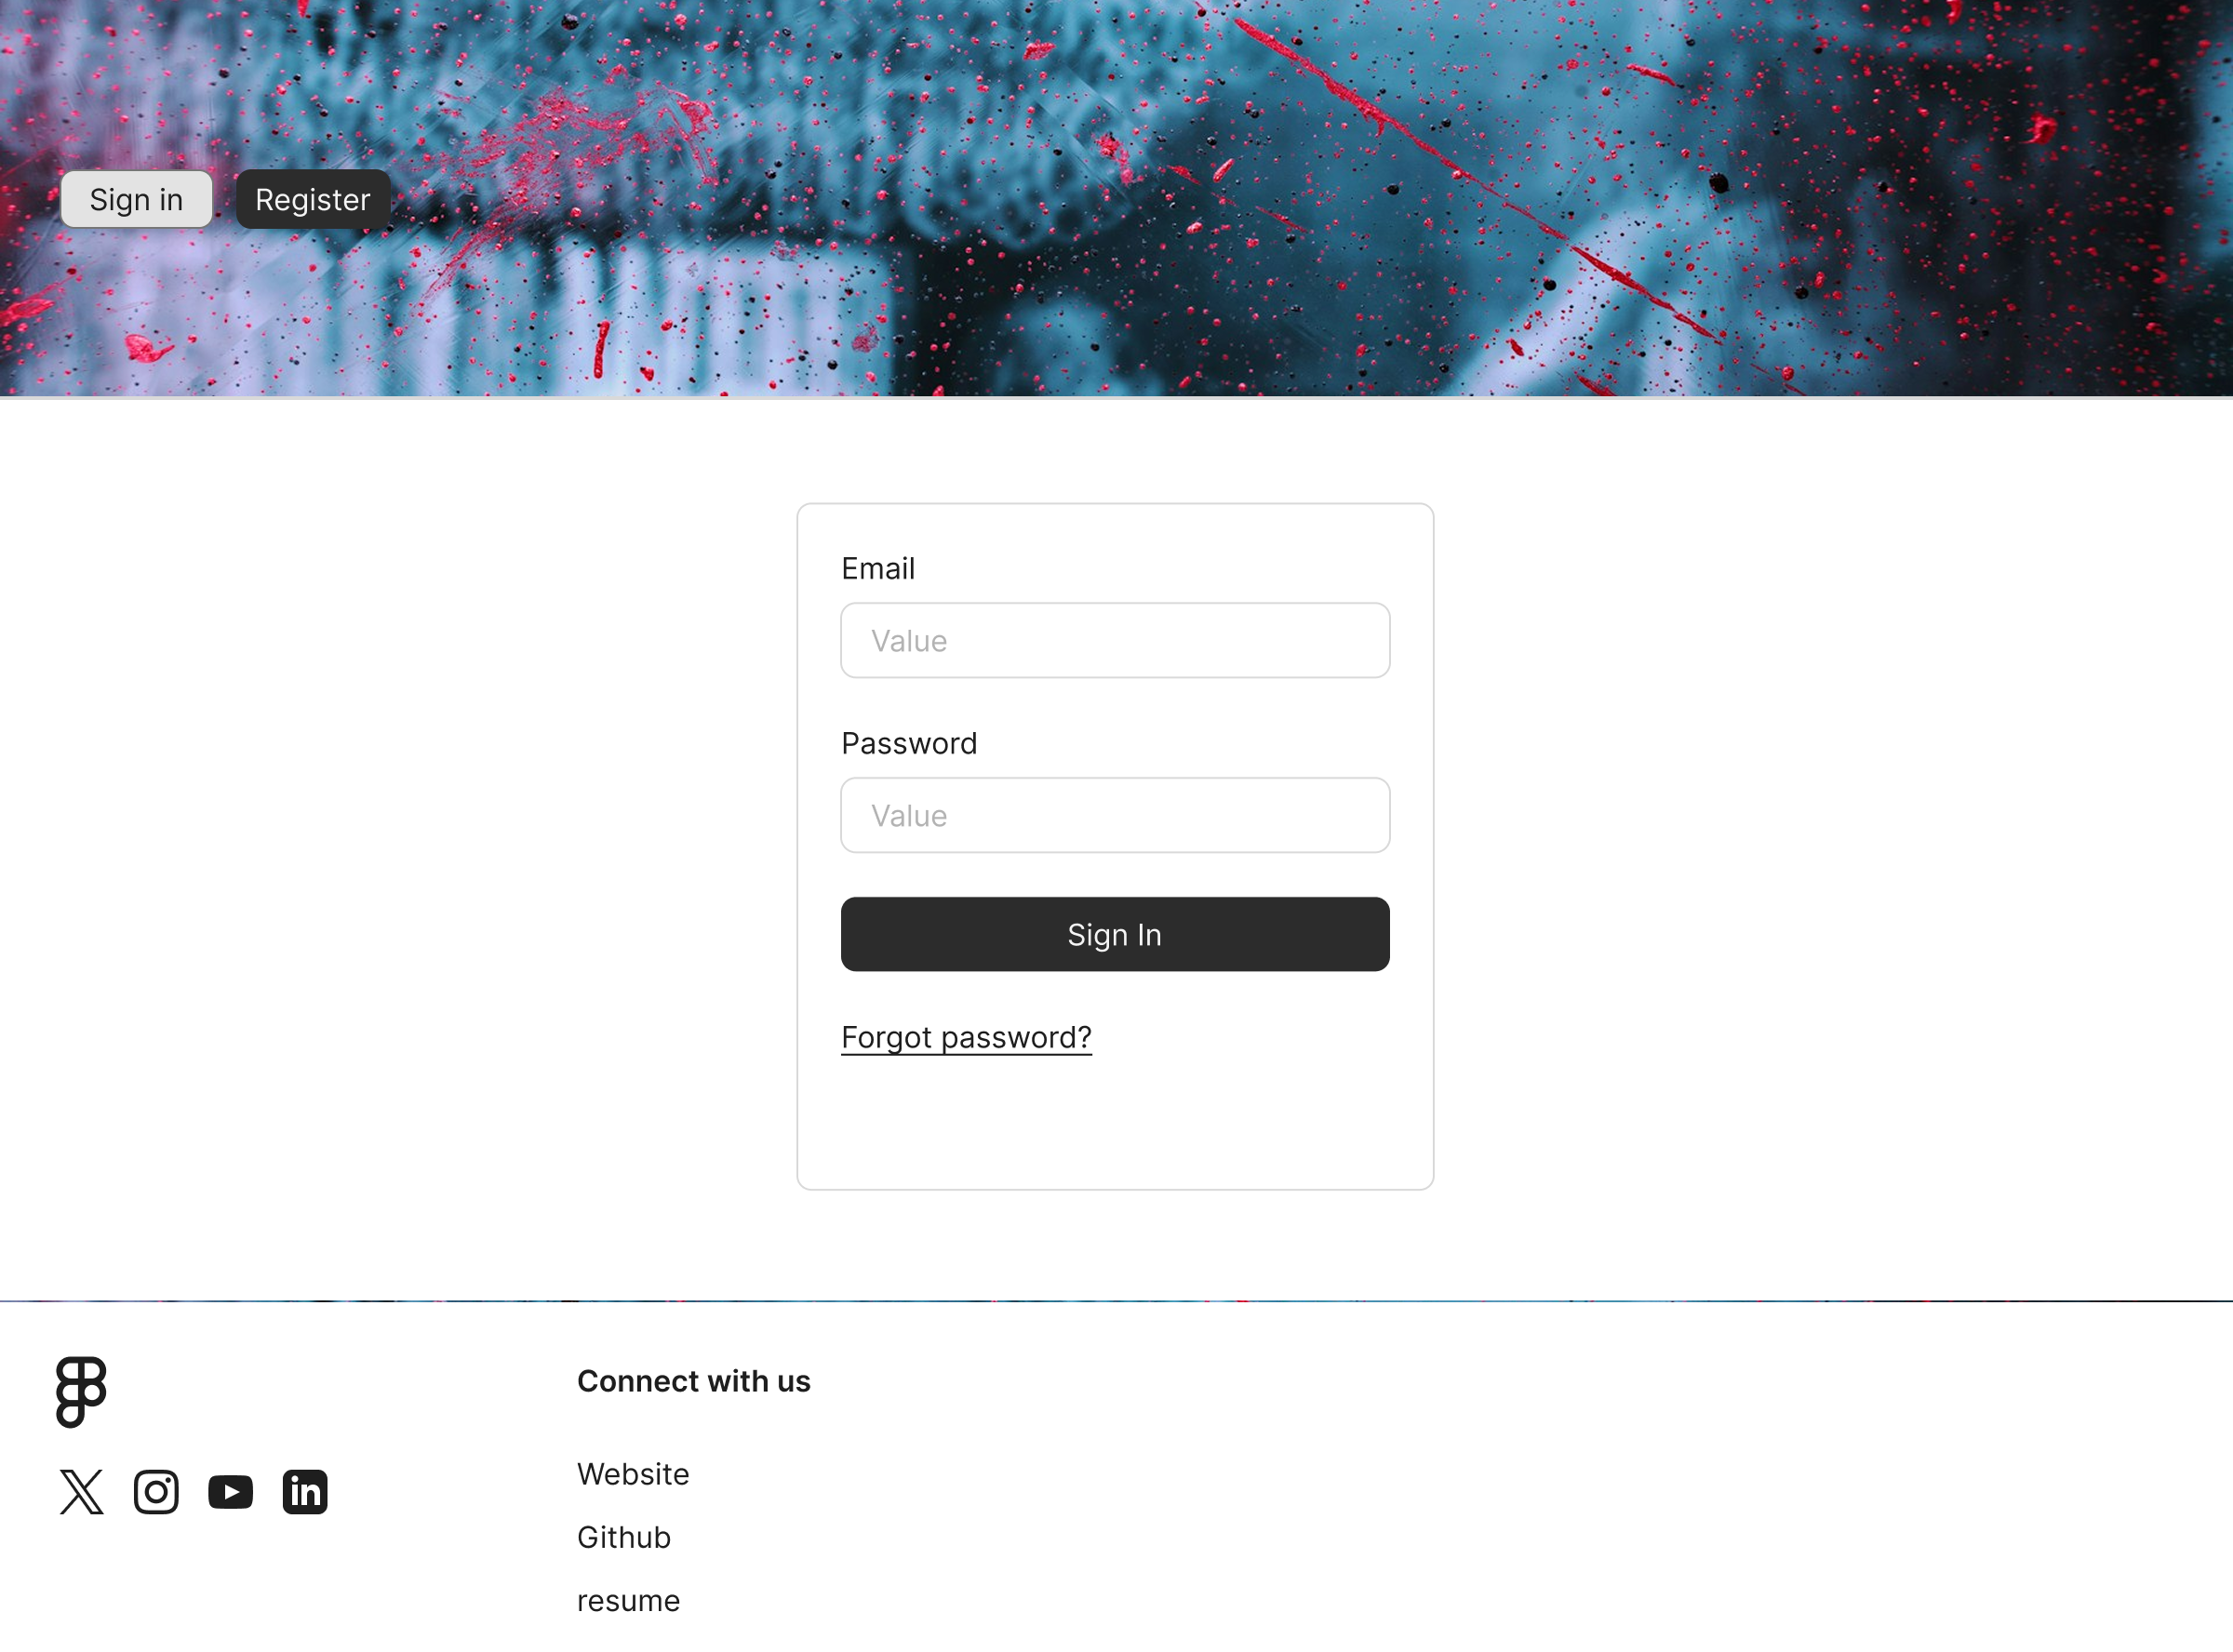 Sign in
Register
Email
Value
Password
Value
Sign In
Forgot password?
Connect with us
Website
Github
resume